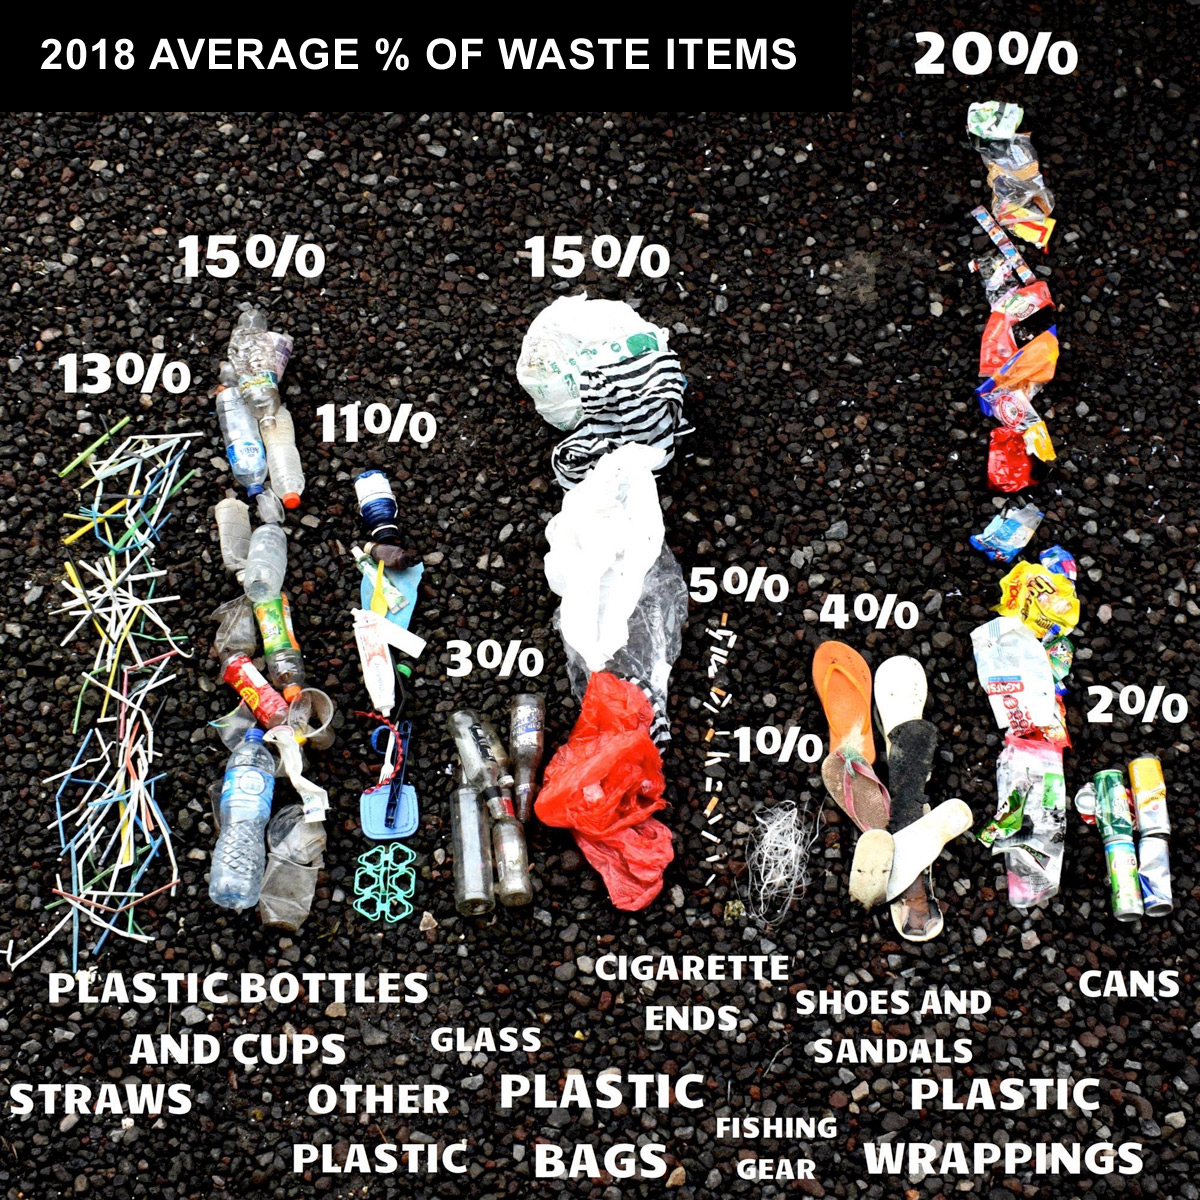 2018 AVERAGE % OF WASTE ITEMS
20%
15%
15%
13%
11%
5%
4%
3%
2%
1%
PLASTIC BOTTLES
AND CUPS
STRAWS
OTHER
PLASTIC
GLASS
PLASTIC
BAGS
CIGARETTE
ENDS
FISHING
GEAR
SHOES AND
SANDALS
PLASTIC
WRAPPINGS
CANS